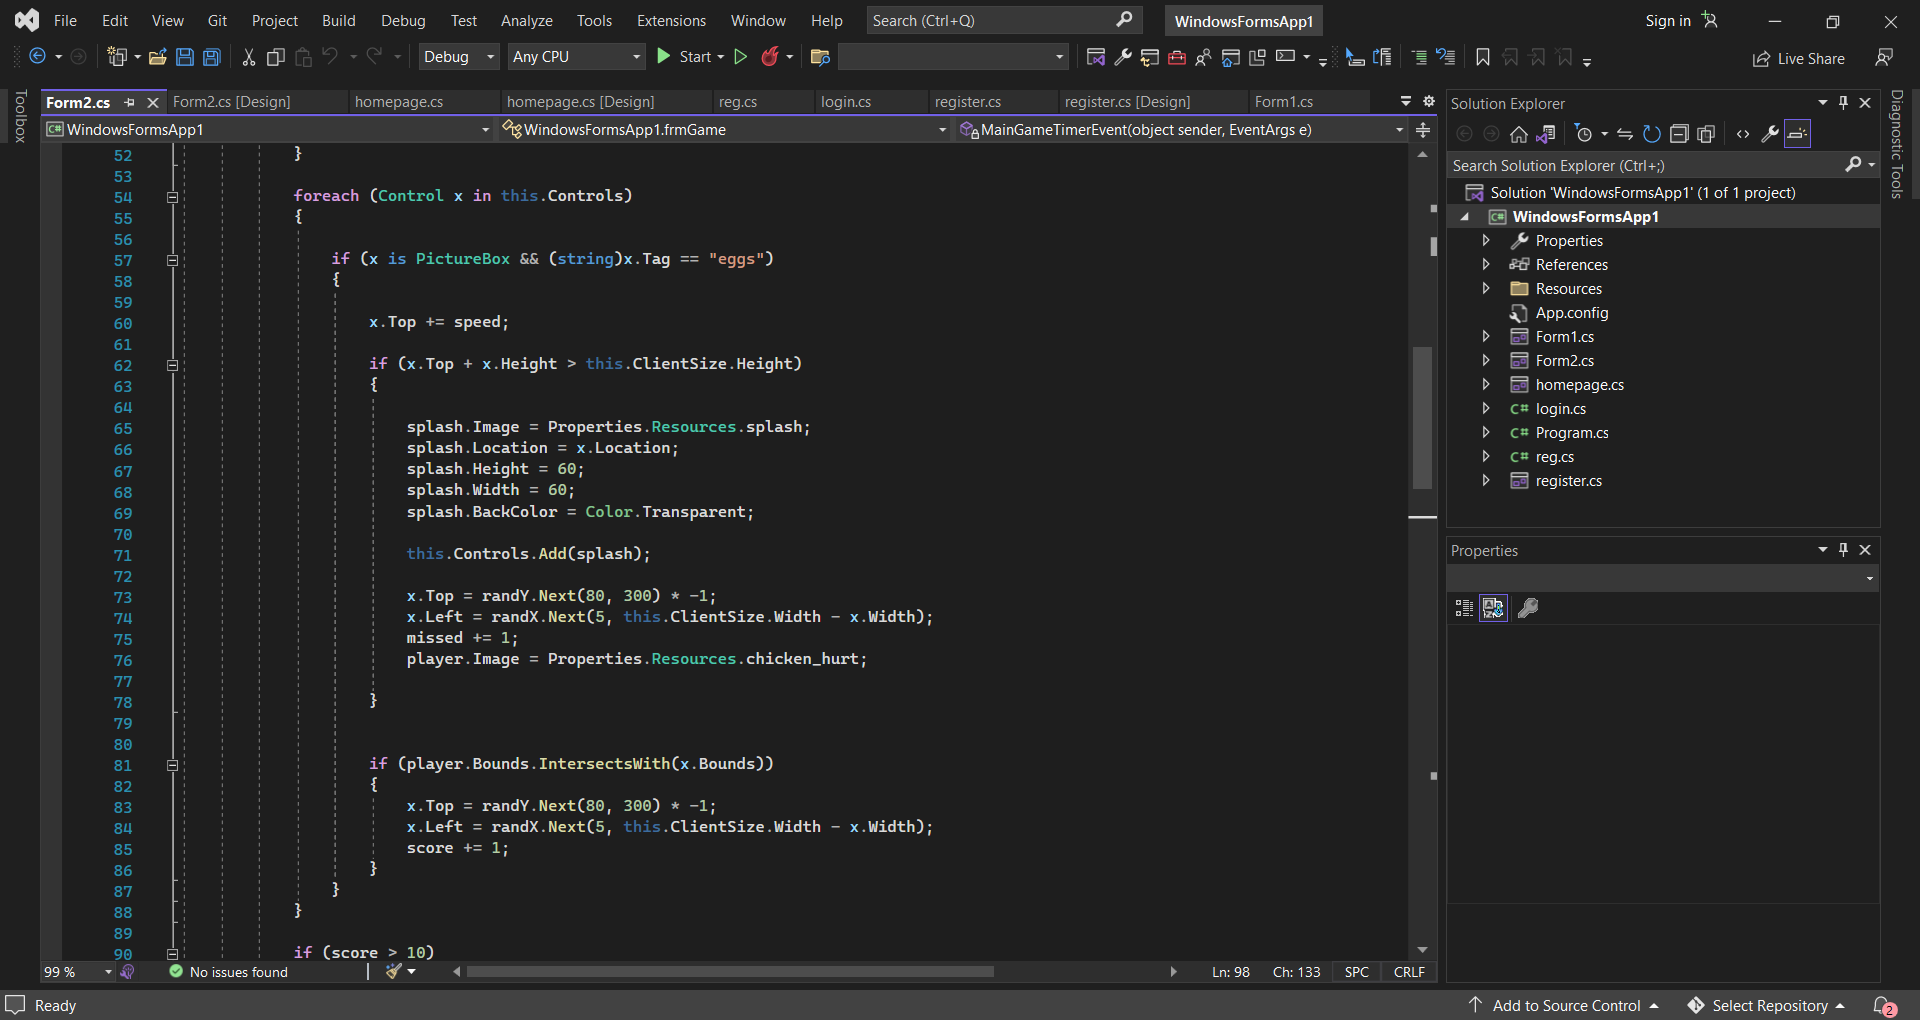 File Edit View Git Project Build Debug Test Analyze Tools Extensions Window Help Search (Ctrl+Q) WindowsFormsApp1 Sign in
Debug Any CPU Start Live Share
Toolbox
Form2.cs Form2.cs [Design] homepage.cs homepage.cs [Design] reg.cs login.cs register.cs register.cs [Design] Form1.cs
WindowsFormsApp1 WindowsFormsApp1.frmGame MainGameTimerEvent(object sender, EventArgs e)
52 }
53
54 foreach (Control x in this.Controls)
55 {
56
57 if (x is PictureBox && (string)x.Tag == "eggs")
58 {
59
60 x.Top += speed;
61
62 if (x.Top + x.Height > this.ClientSize.Height)
63 {
64
65 splash.Image = Properties.Resources.splash;
66 splash.Location = x.Location;
67 splash.Height = 60;
68 splash.Width = 60;
69 splash.BackColor = Color.Transparent;
70
71 this.Controls.Add(splash);
72
73 x.Top = randY.Next(80, 300) * -1;
74 x.Left = randX.Next(5, this.ClientSize.Width - x.Width);
75 missed += 1;
76 player.Image = Properties.Resources.chicken_hurt;
77
78 }
79
80
81 if (player.Bounds.IntersectsWith(x.Bounds))
82 {
83 x.Top = randY.Next(80, 300) * -1;
84 x.Left = randX.Next(5, this.ClientSize.Width - x.Width);
85 score += 1;
86 }
87 }
88 }
89
90 if (score > 10)
99 % No issues found Ln: 98 Ch: 133 SPC CRLF
Solution Explorer
Search Solution Explorer (Ctrl+;)
Solution 'WindowsFormsApp1' (1 of 1 project)
C# WindowsFormsApp1
Properties
References
Resources
App.config
Form1.cs
Form2.cs
homepage.cs
C# login.cs
C# Program.cs
C# reg.cs
register.cs
Properties
Diagnostic Tools
Ready Add to Source Control Select Repository 2